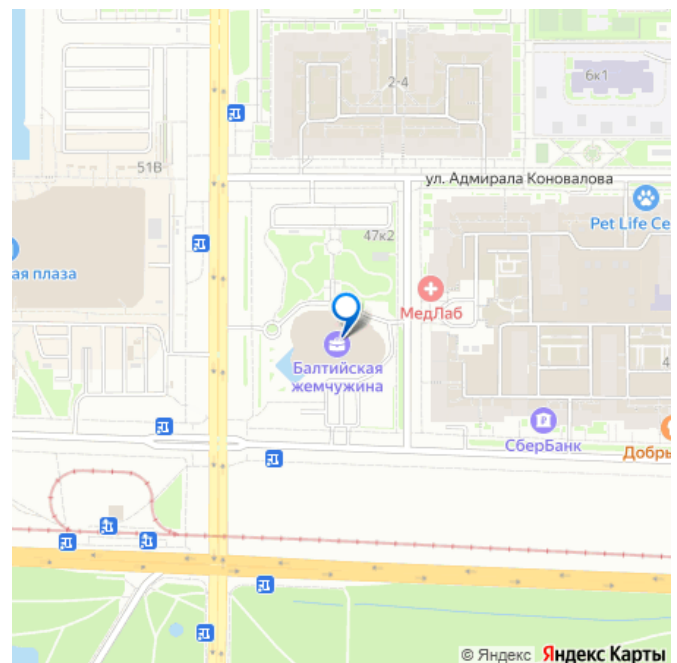 2-4
6к1
51В
ул. Адмирала Коновалова
Pet Life Ce
47к2
ая плаза
МедЛаб
Балтийская
жемчужина
4
СберБанк
Добры
© Яндекс Яндекс Карты